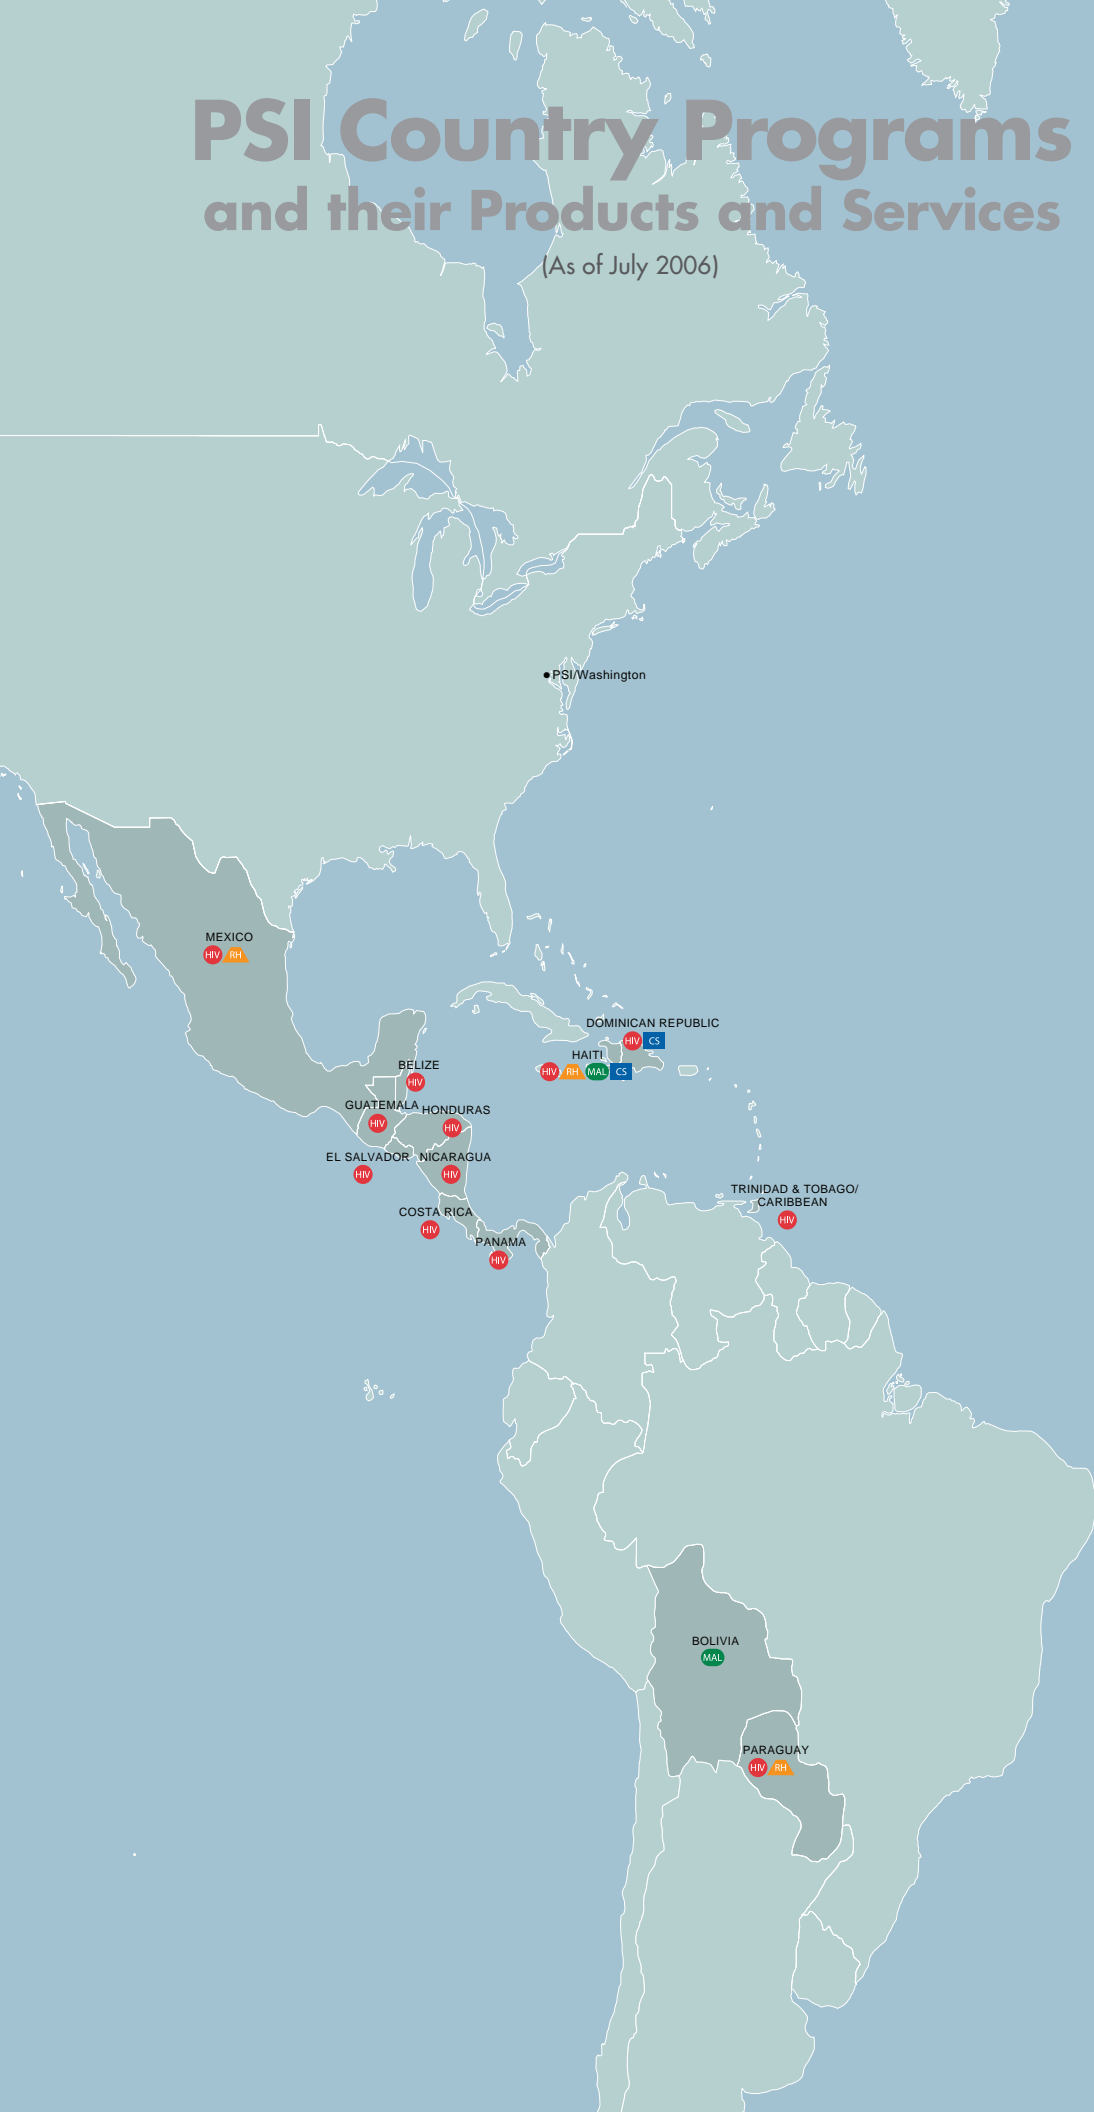 PSI Country Programs
and their Products and Services
(As of July 2006)
PSI/Washington
MEXICO
HIV RH
DOMINICAN REPUBLIC
HIV CS
HAITI
HIV RH MAL CS
BELIZE
HIV
GUATEMALA
HIV
HONDURAS
HIV
EL SALVADOR
HIV
NICARAGUA
HIV
COSTA RICA
HIV
PANAMA
HIV
TRINIDAD & TOBAGO/
CARIBBEAN
HIV
BOLIVIA
MAL
PARAGUAY
HIV RH